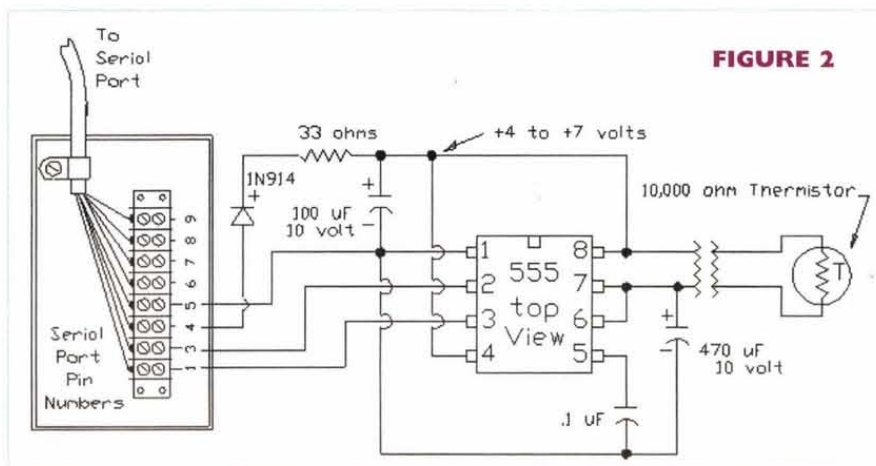 To
Serial
Port
FIGURE 2
33 ohms
+4 to +7 volts
1N914
+
+
100 uF
10 volt
-
10,000 ohm Thermistor
T
9
8
7
6
5
4
3
1
Serial
Port
Pin
Numbers
1
2
3
4
555
top
View
8
7
6
5
+
-
470 uF
10 volt
.1 uF